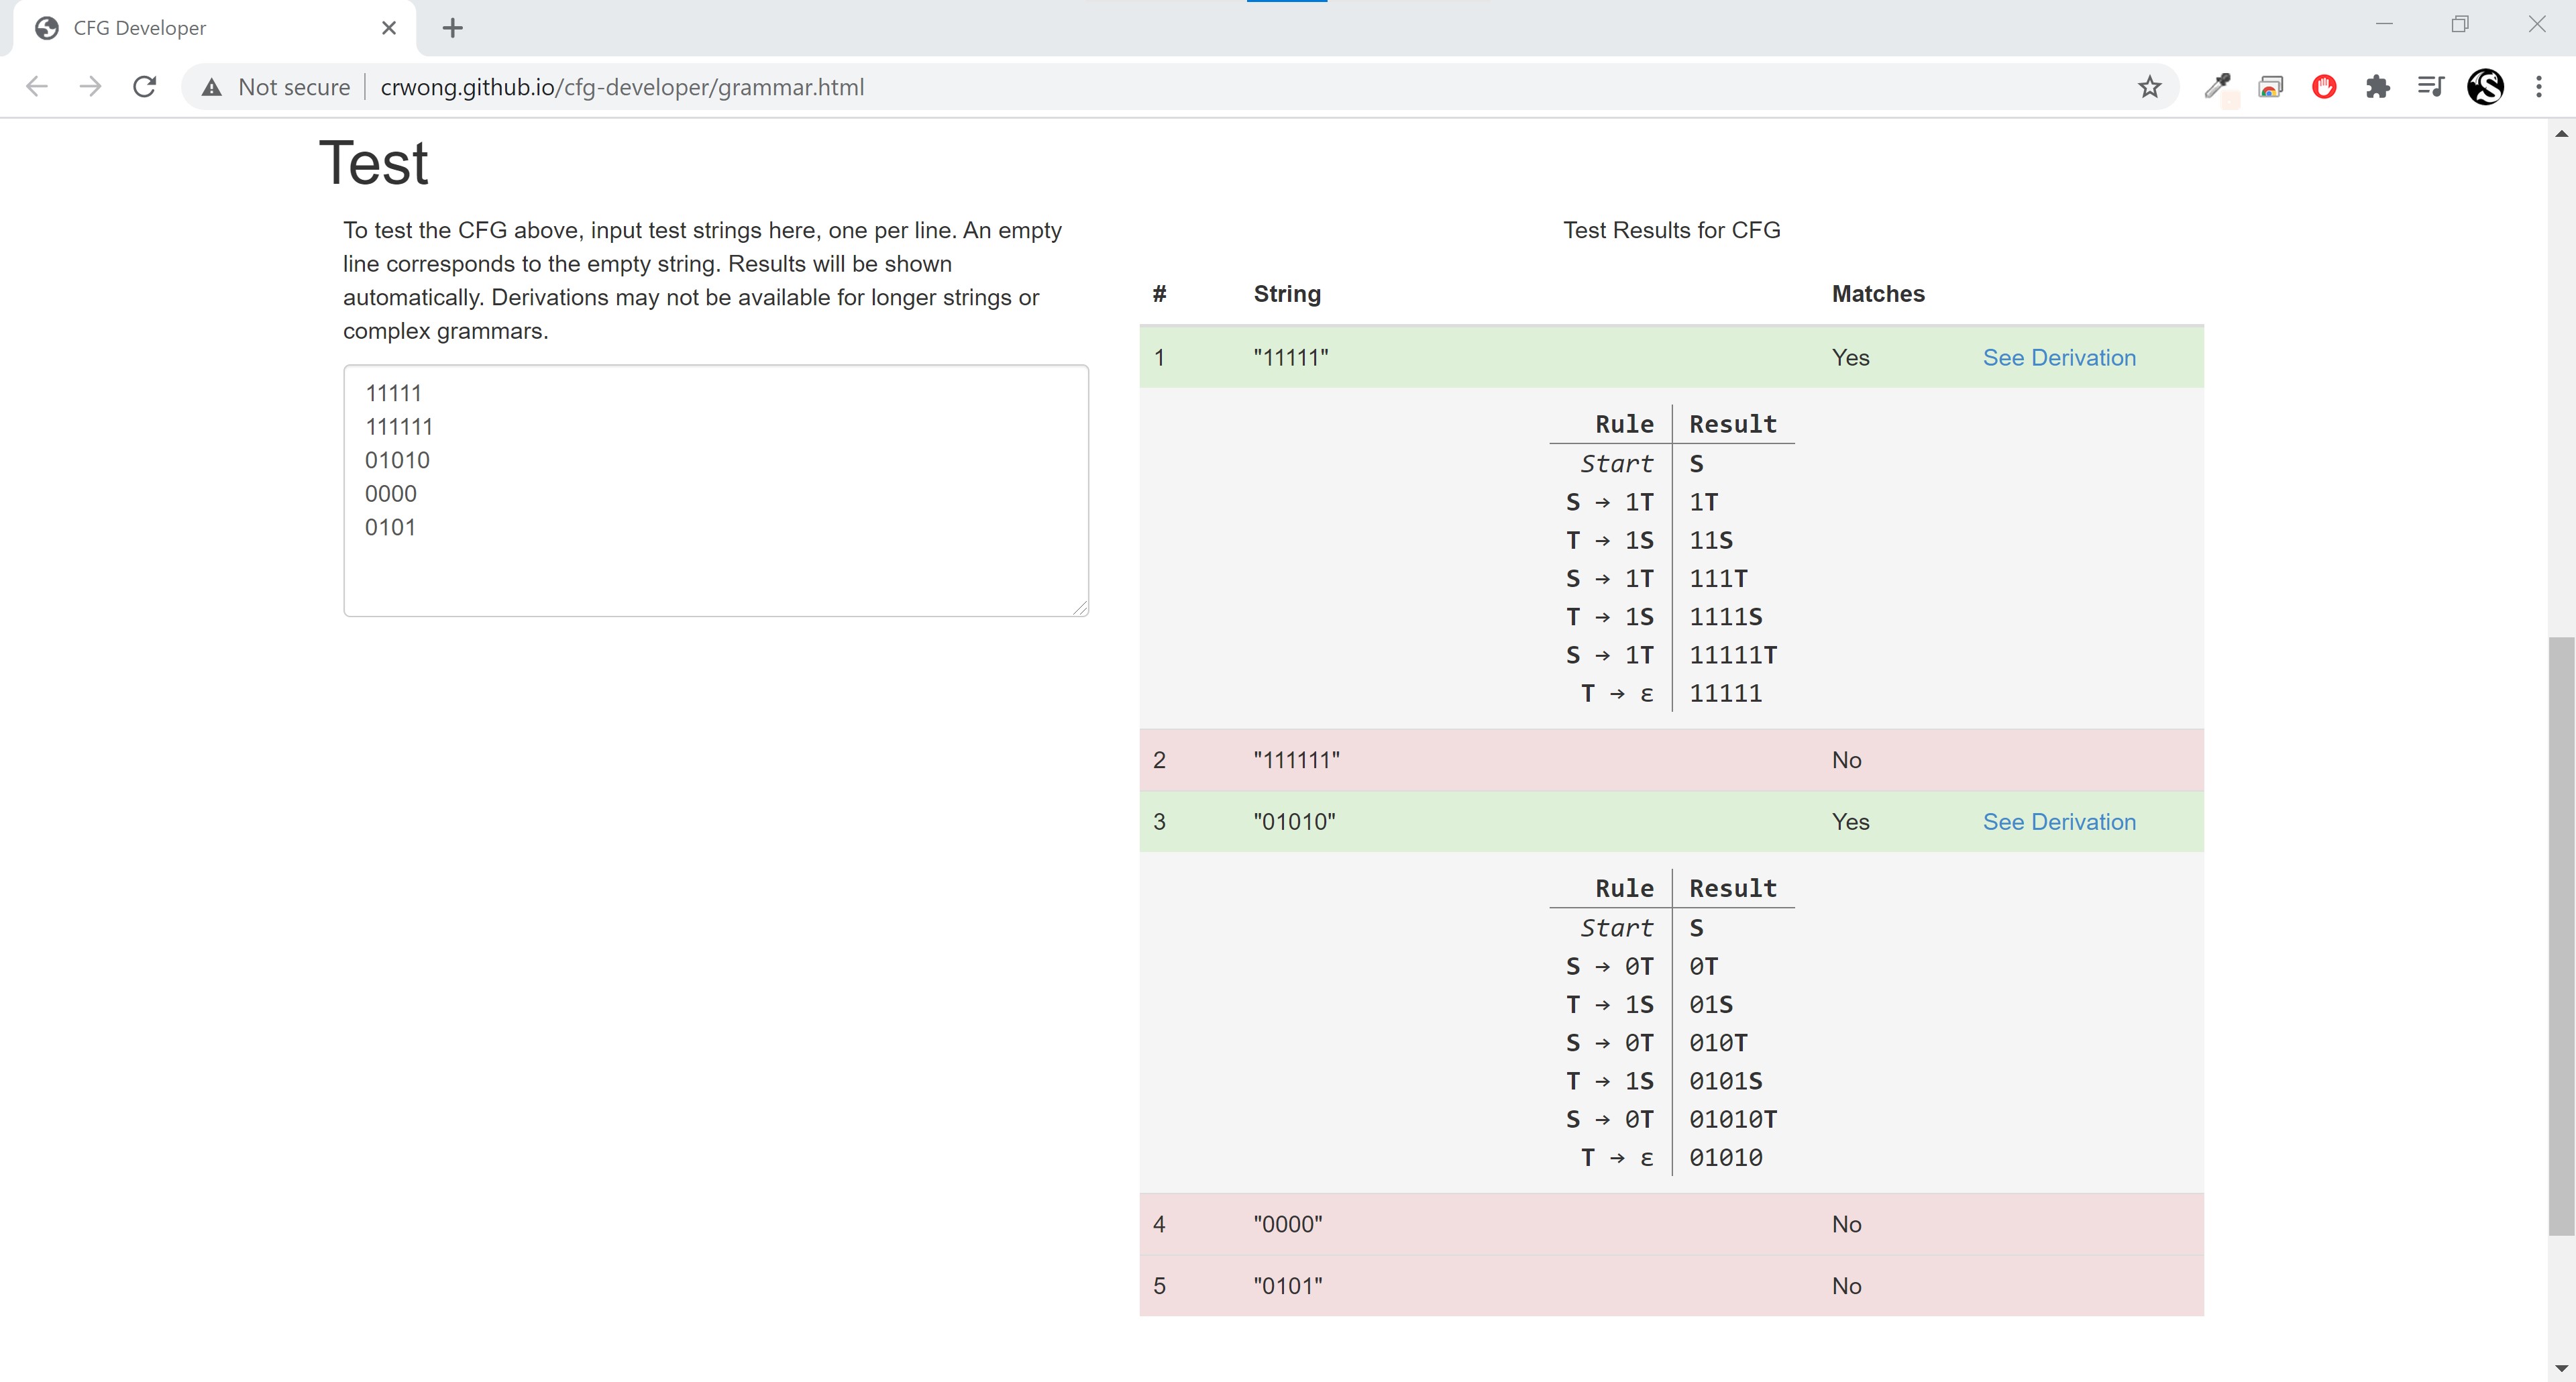 CFG Developer
Not secure crwong.github.io/cfg-developer/grammar.html
Test
To test the CFG above, input test strings here, one per line. An empty
line corresponds to the empty string. Results will be shown
automatically. Derivations may not be available for longer strings or
complex grammars.
11111
111111
01010
0000
0101
Test Results for CFG
# String Matches
1 "11111" Yes See Derivation
Rule Result
Start S
S → 1T 1T
T → 1S 11S
S → 1T 111T
T → 1S 1111S
S → 1T 11111T
T → ε 11111
2 "111111" No
3 "01010" Yes See Derivation
Rule Result
Start S
S → 0T 0T
T → 1S 01S
S → 0T 010T
T → 1S 0101S
S → 0T 01010T
T → ε 01010
4 "0000" No
5 "0101" No